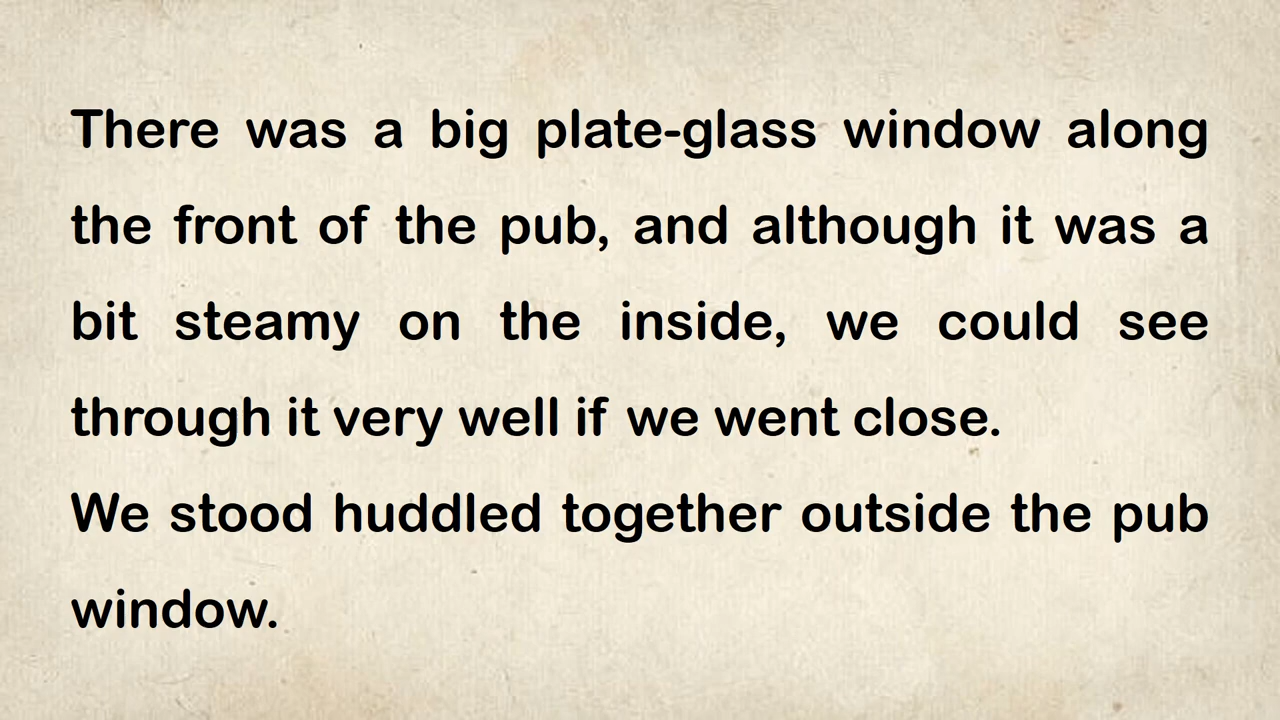 There was a big plate-glass window along
the front of the pub, and although it was a
bit steamy on the inside, we could see
through it very well if we went close.
We stood huddled together outside the pub
window.